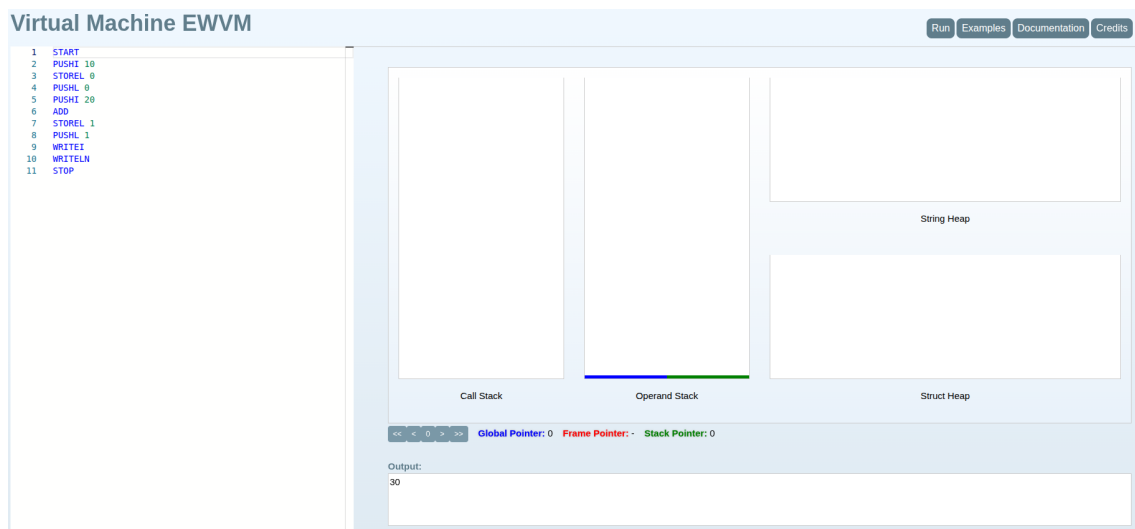 Virtual Machine EWVM
Run Examples Documentation Credits
1 START
2 PUSHI 10
3 STOREL 0
4 PUSHL 0
5 PUSHI 20
6 ADD
7 STOREL 1
8 PUSHL 1
9 WRITEI
10 WRITELN
11 STOP
String Heap
Call Stack
Operand Stack
Struct Heap
<< < 0 > >> Global Pointer: 0 Frame Pointer: - Stack Pointer: 0
Output:
30